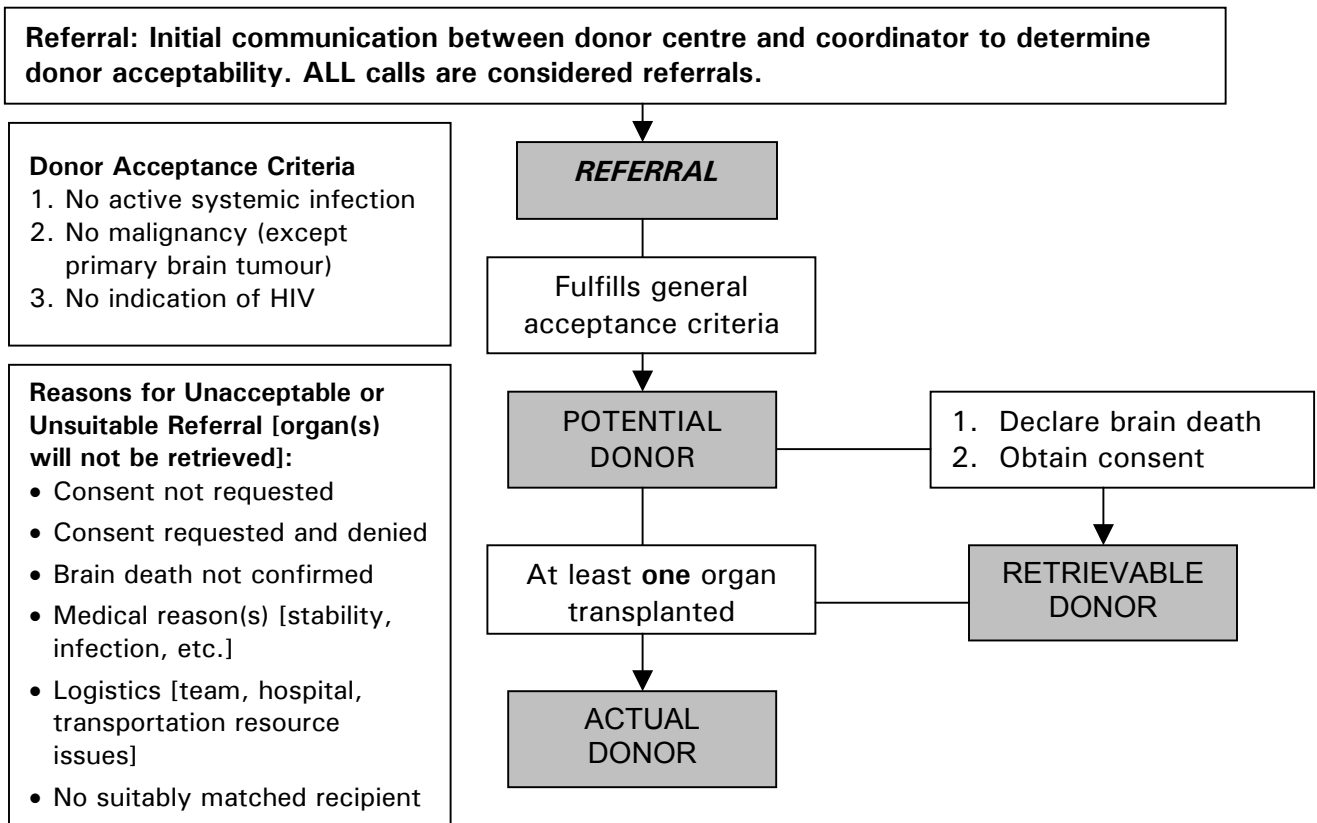 Referral: Initial communication between donor centre and coordinator to determine
donor acceptability. ALL calls are considered referrals.
Donor Acceptance Criteria
1. No active systemic infection
2. No malignancy (except
primary brain tumour)
3. No indication of HIV
Reasons for Unacceptable or
Unsuitable Referral [organ(s)
will not be retrieved]:
• Consent not requested
• Consent requested and denied
• Brain death not confirmed
• Medical reason(s) [stability,
infection, etc.]
• Logistics [team, hospital,
transportation resource
issues]
• No suitably matched recipient
REFERRAL
Fulfills general
acceptance criteria
POTENTIAL
DONOR
1. Declare brain death
2. Obtain consent
RETRIEVABLE
DONOR
At least one organ
transplanted
ACTUAL
DONOR